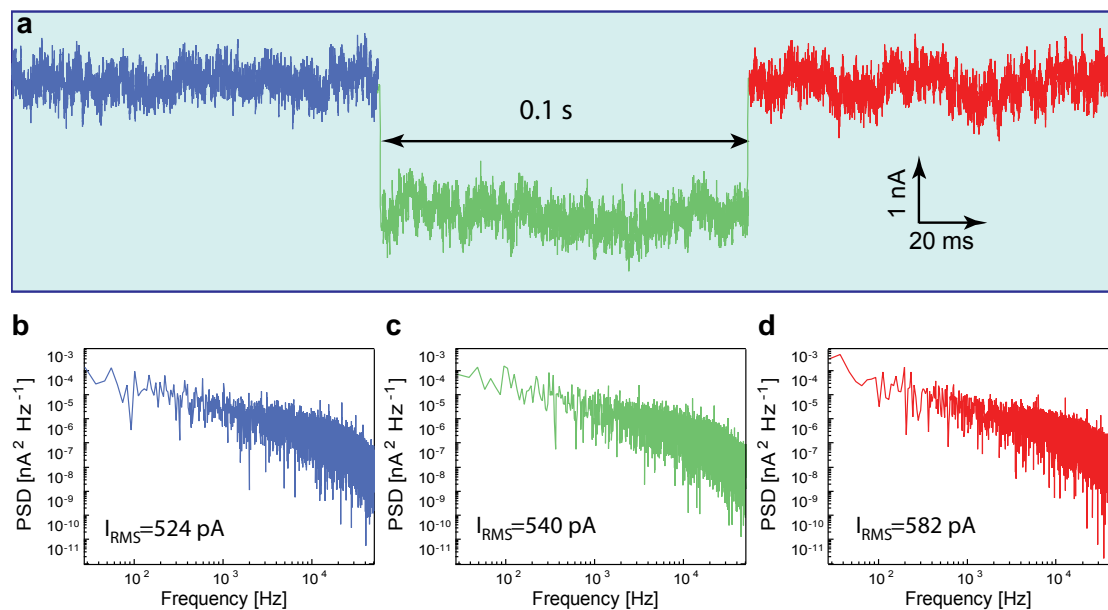 a
0.1 s
1 nA
20 ms
b
c
d
PSD [nA² Hz⁻¹]
10⁻³
10⁻⁴
10⁻⁵
10⁻⁶
10⁻⁷
10⁻⁸
10⁻⁹
10⁻¹⁰
10⁻¹¹
I_RMS=524 pA
10² 10³ 10⁴
Frequency [Hz]
PSD [nA² Hz⁻¹]
10⁻³
10⁻⁴
10⁻⁵
10⁻⁶
10⁻⁷
10⁻⁸
10⁻⁹
10⁻¹⁰
10⁻¹¹
I_RMS=540 pA
10² 10³ 10⁴
Frequency [Hz]
PSD [nA² Hz⁻¹]
10⁻³
10⁻⁴
10⁻⁵
10⁻⁶
10⁻⁷
10⁻⁸
10⁻⁹
10⁻¹⁰
10⁻¹¹
I_RMS=582 pA
10² 10³ 10⁴
Frequency [Hz]